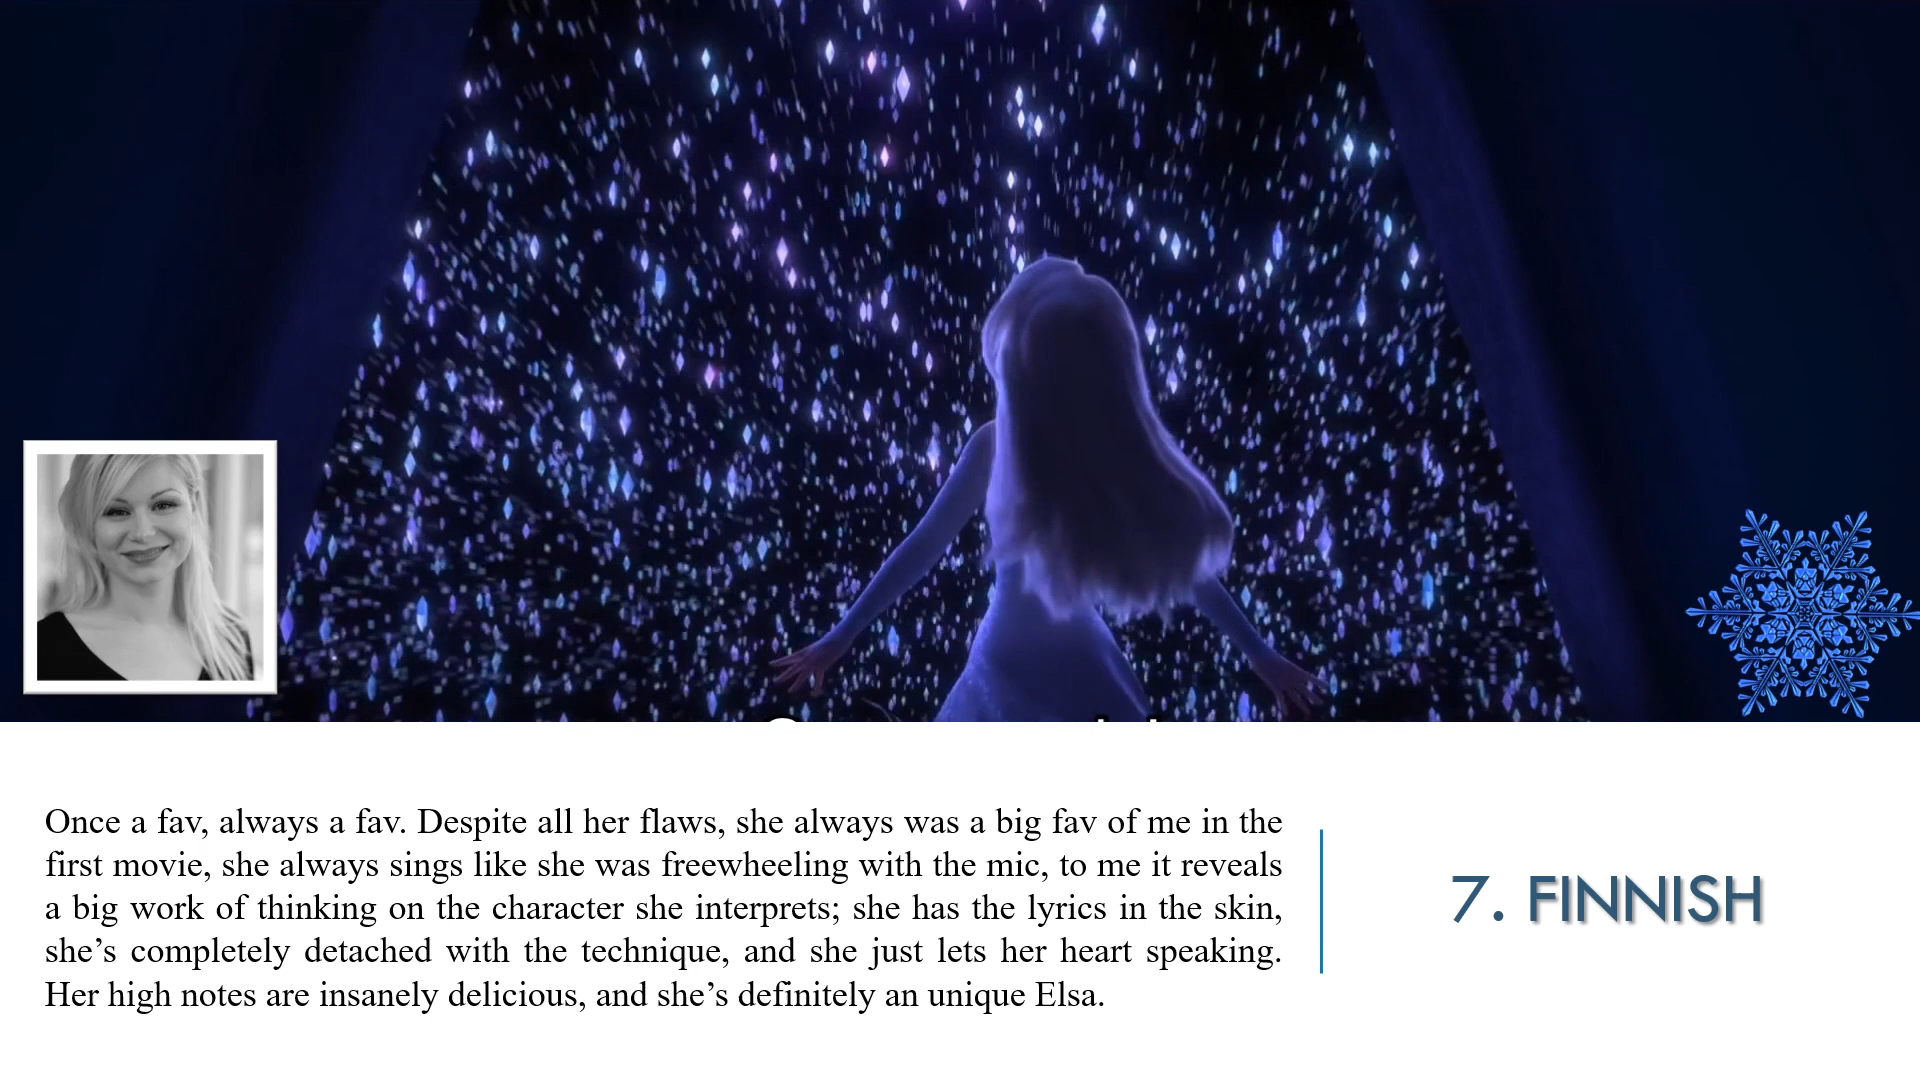 Once a fav, always a fav. Despite all her flaws, she always was a big fav of me in the
first movie, she always sings like she was freewheeling with the mic, to me it reveals
a big work of thinking on the character she interprets; she has the lyrics in the skin,
she’s completely detached with the technique, and she just lets her heart speaking.
Her high notes are insanely delicious, and she’s definitely an unique Elsa.
7. FINNISH